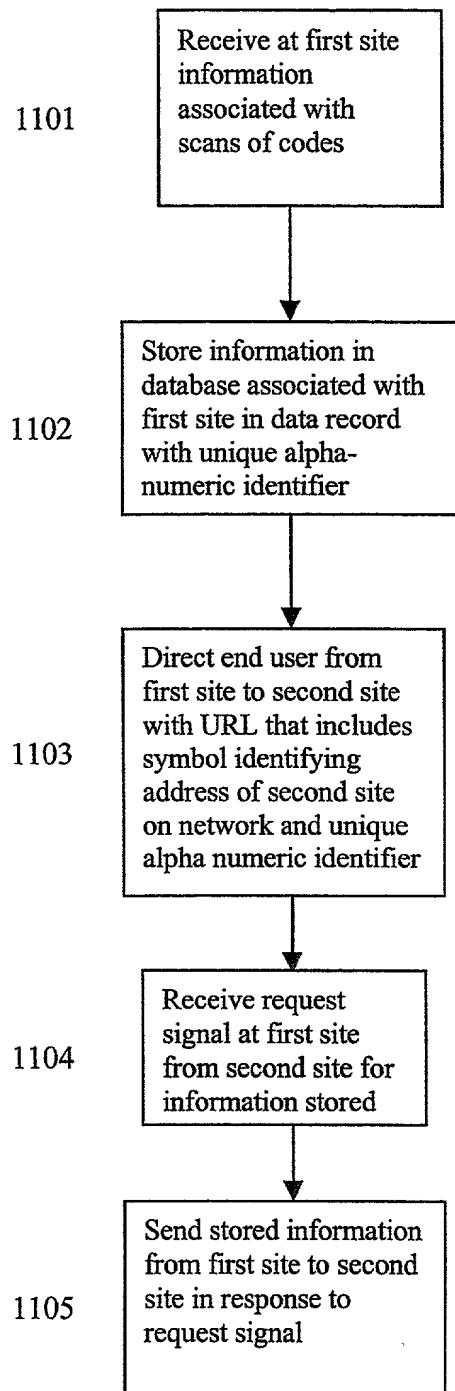 1101
Receive at first site
information
associated with
scans of codes
1102
Store information in
database associated with
first site in data record
with unique alpha-
numeric identifier
1103
Direct end user from
first site to second site
with URL that includes
symbol identifying
address of second site
on network and unique
alpha numeric identifier
1104
Receive request
signal at first site
from second site for
information stored
1105
Send stored information
from first site to second
site in response to
request signal